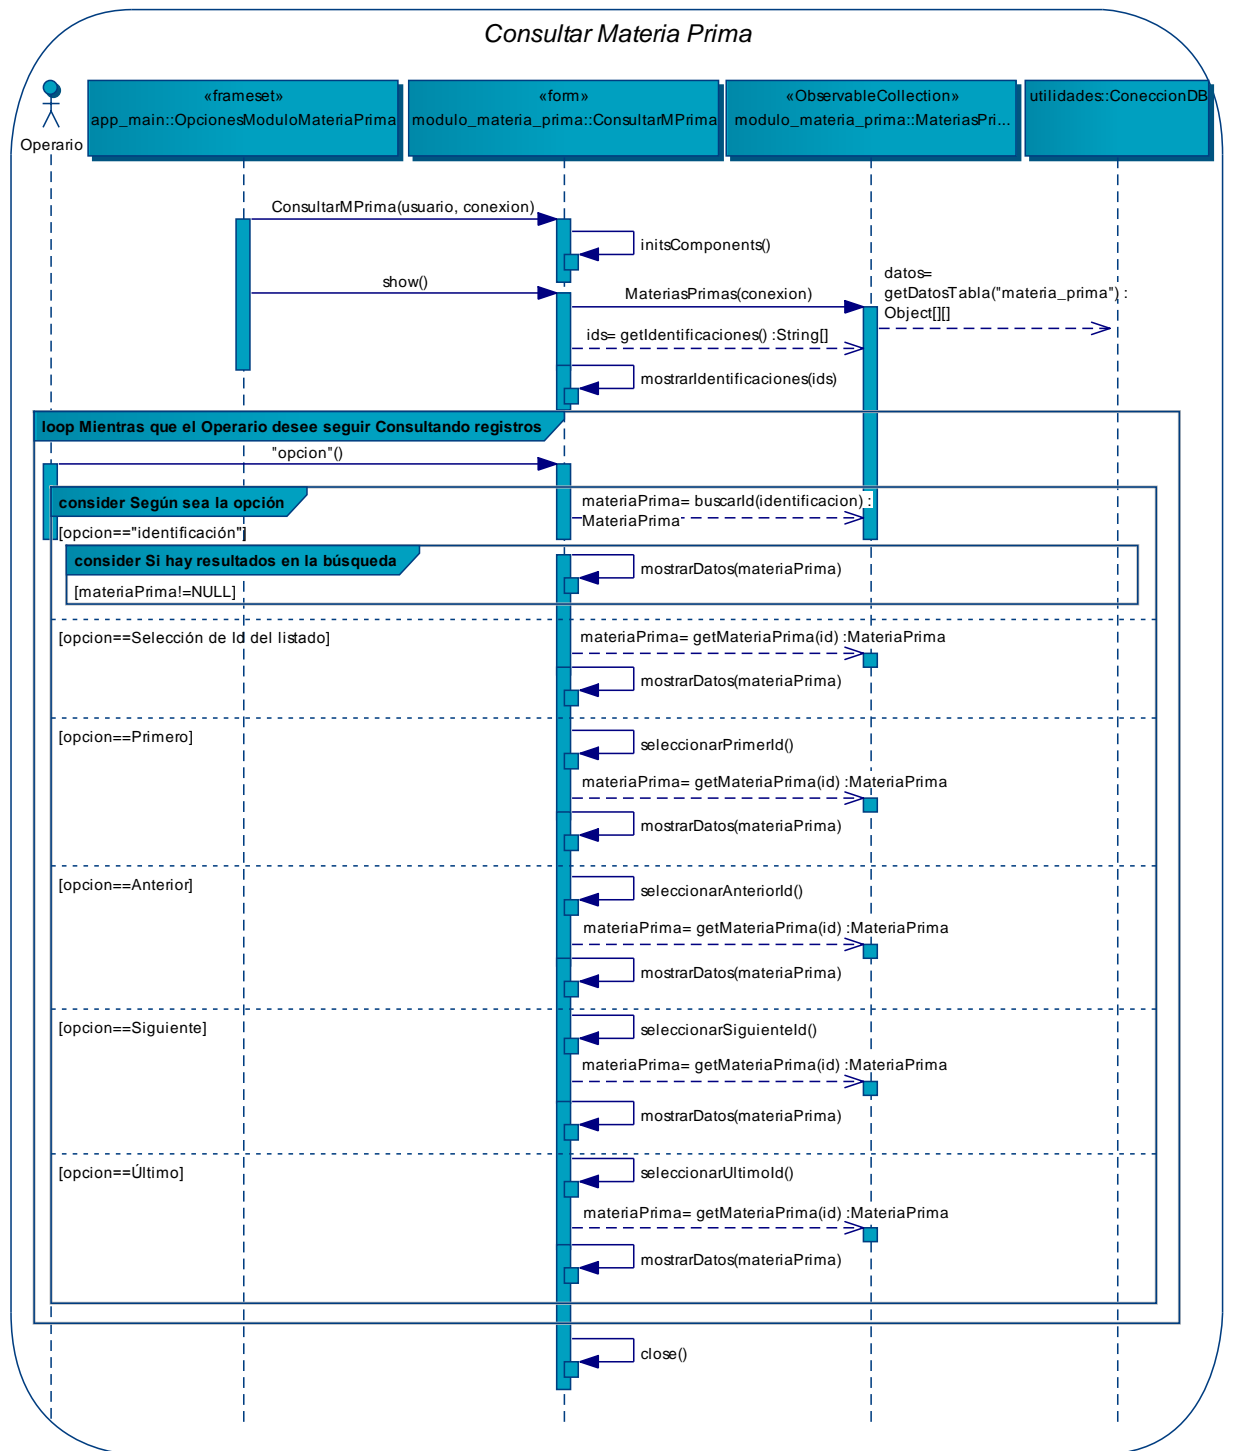 Consultar Materia Prima
Operario
«frameset»
app_main::OpcionesModuloMateriaPrima
«form»
modulo_materia_prima::ConsultarMPrima
«ObservableCollection»
modulo_materia_prima::MateriasPri...
utilidades::ConeccionDB
ConsultarMPrima(usuario, conexion)
initsComponents()
show()
MateriasPrimas(conexion)
datos=
getDatosTabla("materia_prima") :
Object[][]
ids= getIdentificaciones() :String[]
mostrarIdentificaciones(ids)
loop Mientras que el Operario desee seguir Consultando registros
"opcion"()
consider Según sea la opción
materiaPrima= buscarId(identificacion) :
MateriaPrima
[opcion=="identificación"]
consider Si hay resultados en la búsqueda
mostrarDatos(materiaPrima)
[materiaPrima!=NULL]
[opcion==Selección de Id del listado]
materiaPrima= getMateriaPrima(id) :MateriaPrima
mostrarDatos(materiaPrima)
[opcion==Primero]
seleccionarPrimerId()
materiaPrima= getMateriaPrima(id) :MateriaPrima
mostrarDatos(materiaPrima)
[opcion==Anterior]
seleccionarAnteriorId()
materiaPrima= getMateriaPrima(id) :MateriaPrima
mostrarDatos(materiaPrima)
[opcion==Siguiente]
seleccionarSiguienteId()
materiaPrima= getMateriaPrima(id) :MateriaPrima
mostrarDatos(materiaPrima)
[opcion==Último]
seleccionarUltimoId()
materiaPrima= getMateriaPrima(id) :MateriaPrima
mostrarDatos(materiaPrima)
close()